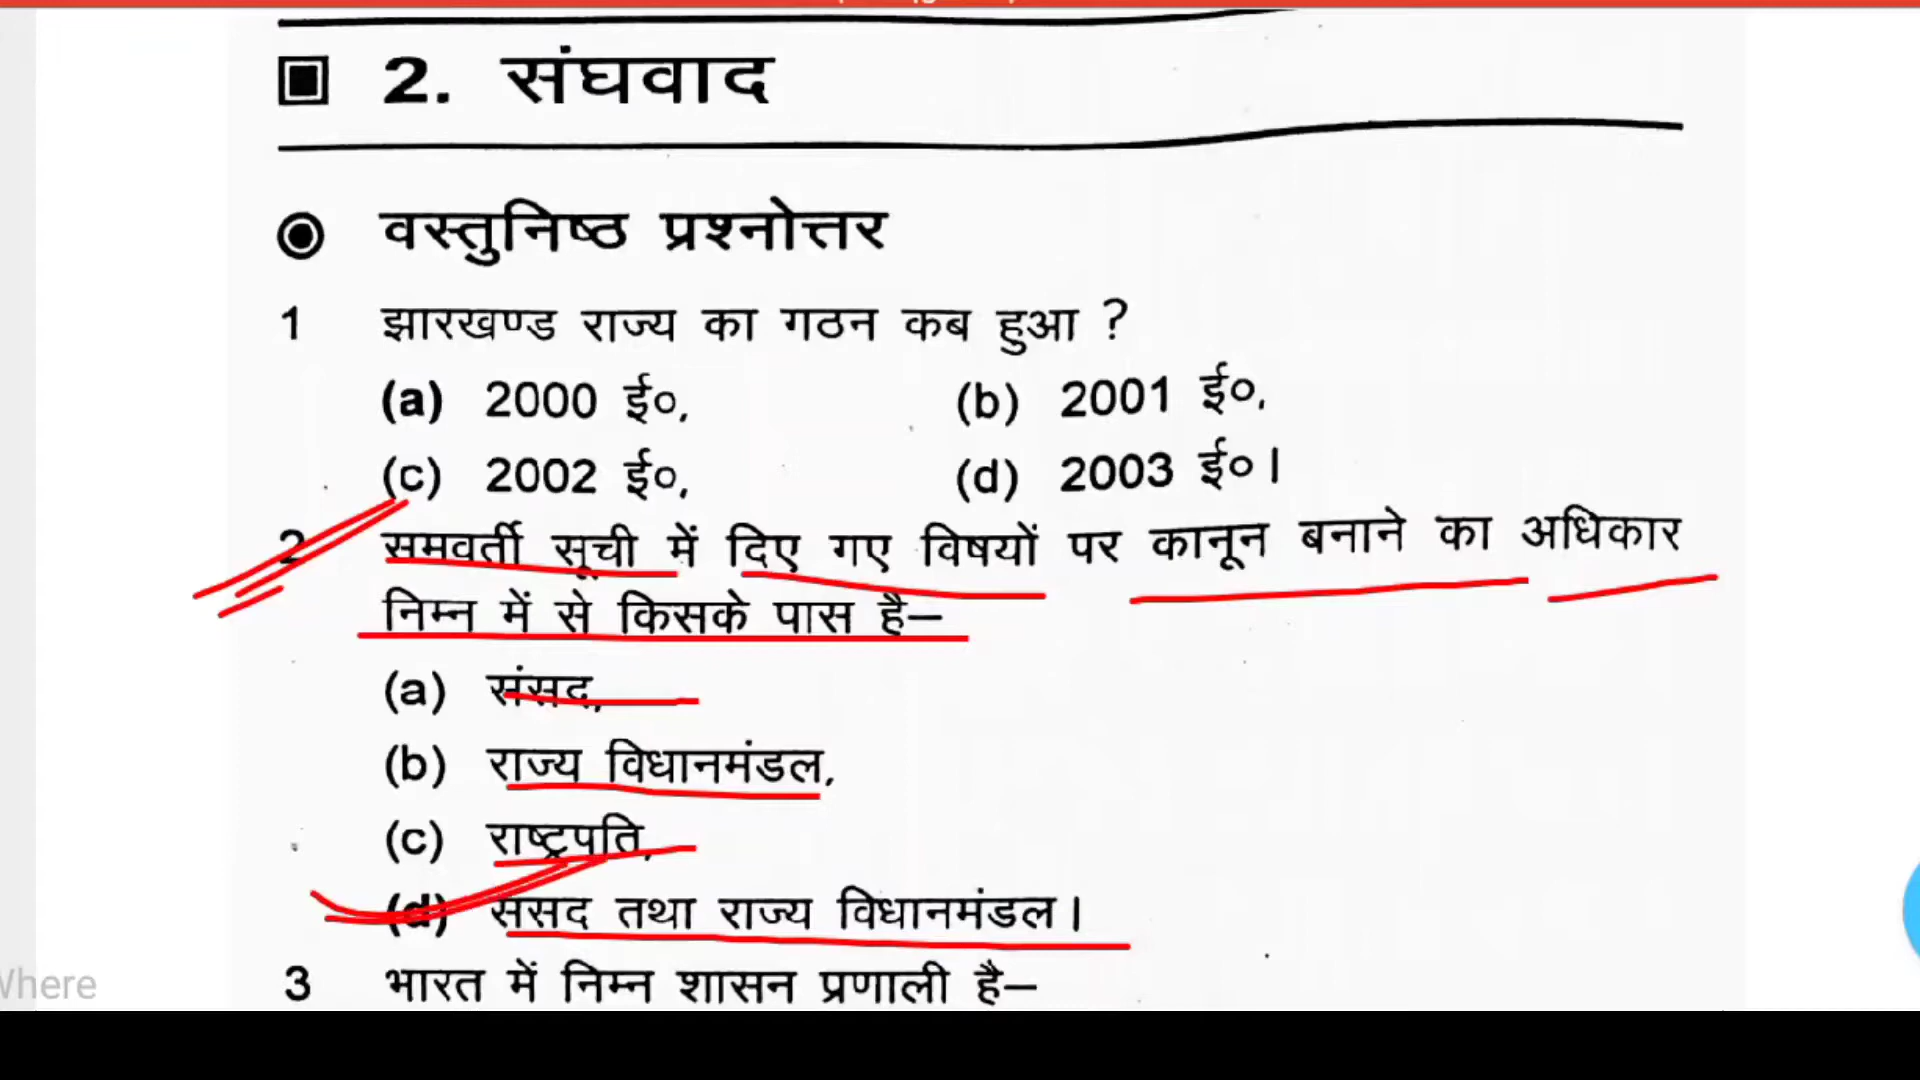 2. संघवाद
वस्तुनिष्ठ प्रश्नोत्तर
1 झारखण्ड राज्य का गठन कब हुआ ?
(a) 2000 ई०, (b) 2001 ई०,
(c) 2002 ई०, (d) 2003 ई०।
2 समवर्ती सूची में दिए गए विषयों पर कानून बनाने का अधिकार
निम्न में से किसके पास है–
(a) संसद,
(b) राज्य विधानमंडल,
(c) राष्ट्रपति,
(d) संसद तथा राज्य विधानमंडल।
3 भारत में निम्न शासन प्रणाली है–
Where